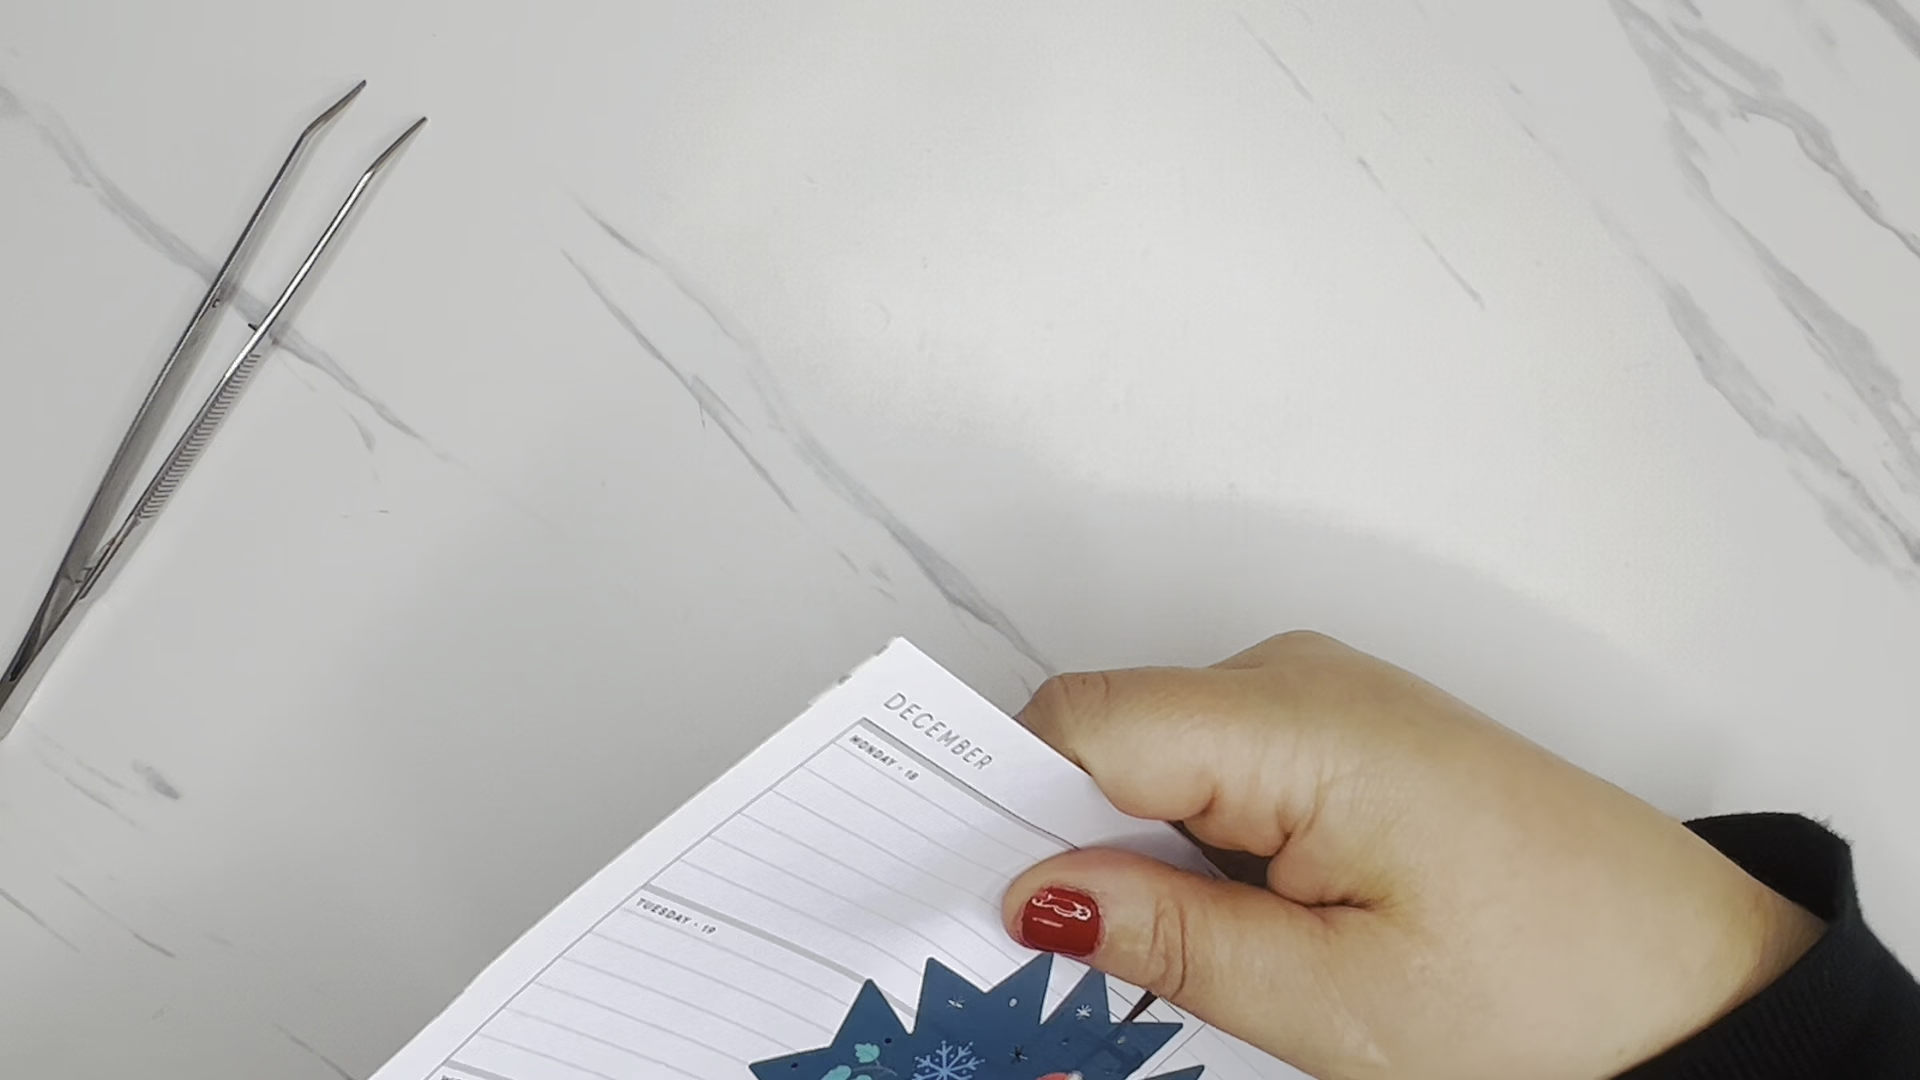 DECEMBER
MONDAY • 18
TUESDAY • 19